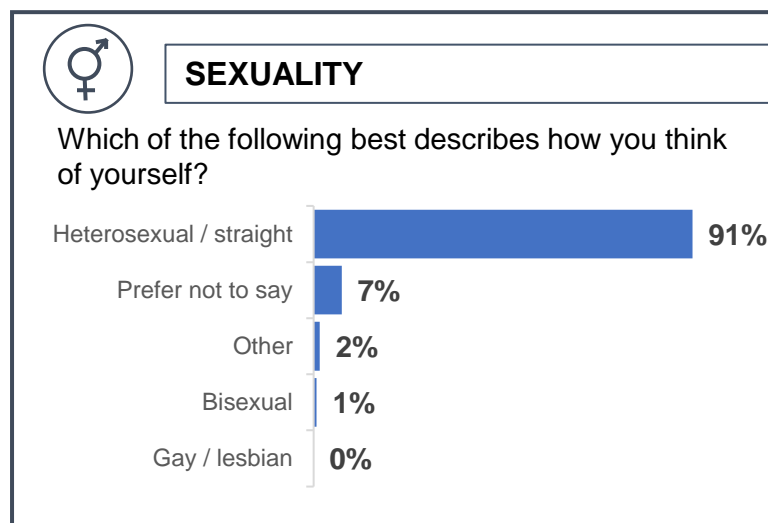 SEXUALITY
Which of the following best describes how you think
of yourself?
Heterosexual / straight 91%
Prefer not to say 7%
Other 2%
Bisexual 1%
Gay / lesbian 0%